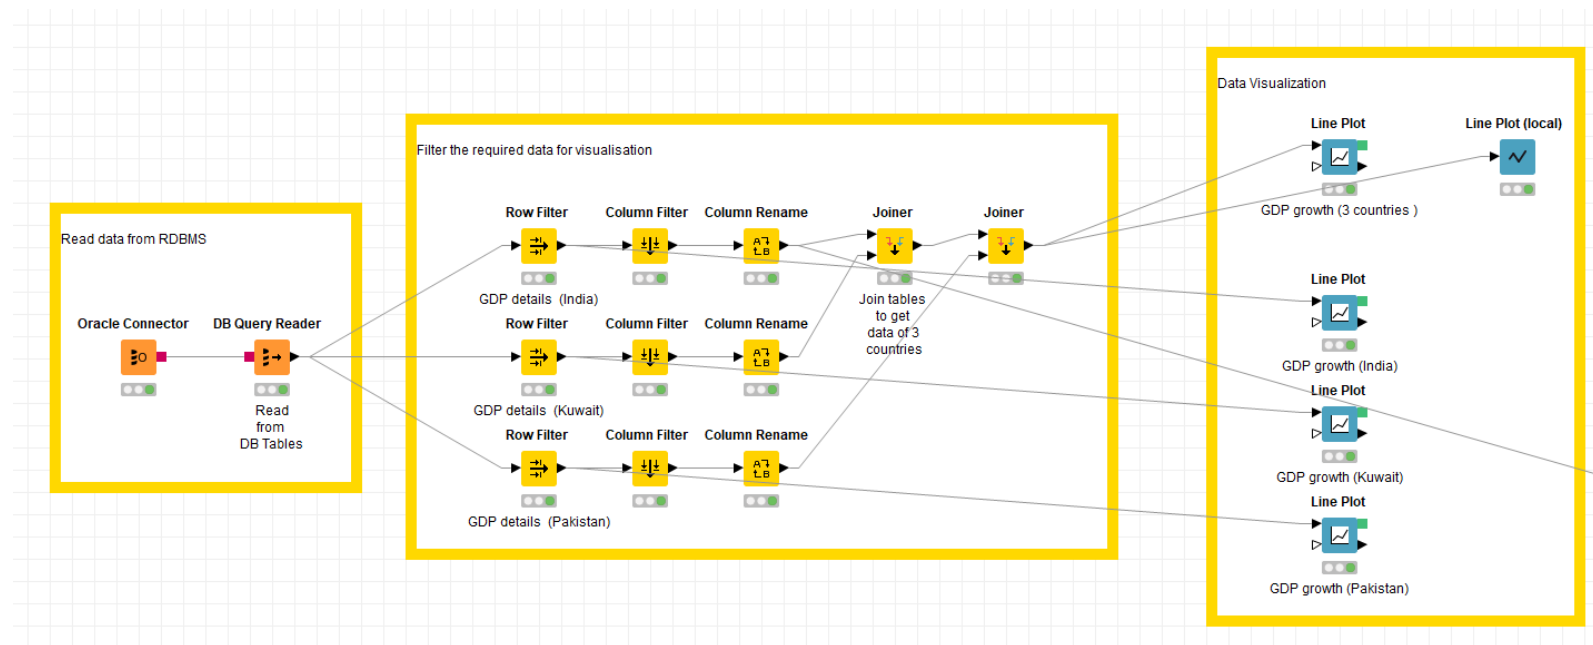 Data Visualization
Line Plot
Line Plot (local)
GDP growth (3 countries )
Filter the required data for visualisation
Row Filter
Column Filter
Column Rename
Joiner
Joiner
Read data from RDBMS
GDP details  (India)
Join tables
to get
data of 3
countries
Line Plot
GDP growth (India)
Oracle Connector
DB Query Reader
Row Filter
Column Filter
Column Rename
Read
from
DB Tables
GDP details  (Kuwait)
Line Plot
GDP growth (Kuwait)
Row Filter
Column Filter
Column Rename
GDP details  (Pakistan)
Line Plot
GDP growth (Pakistan)